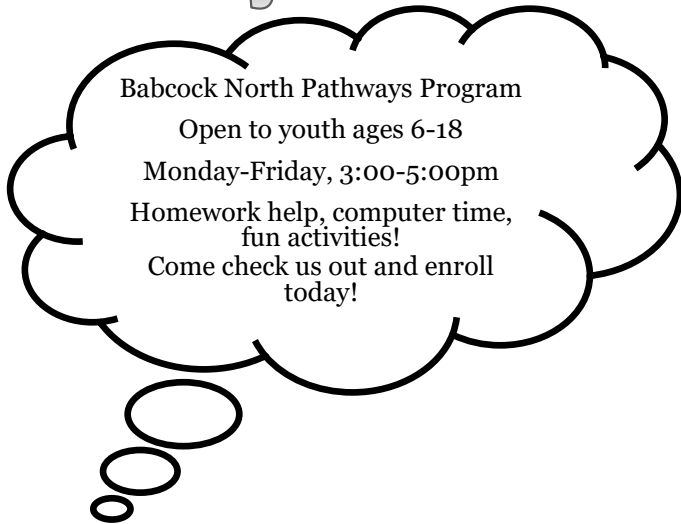 Babcock North Pathways Program
Open to youth ages 6-18
Monday-Friday, 3:00-5:00pm
Homework help, computer time,
fun activities!
Come check us out and enroll
today!